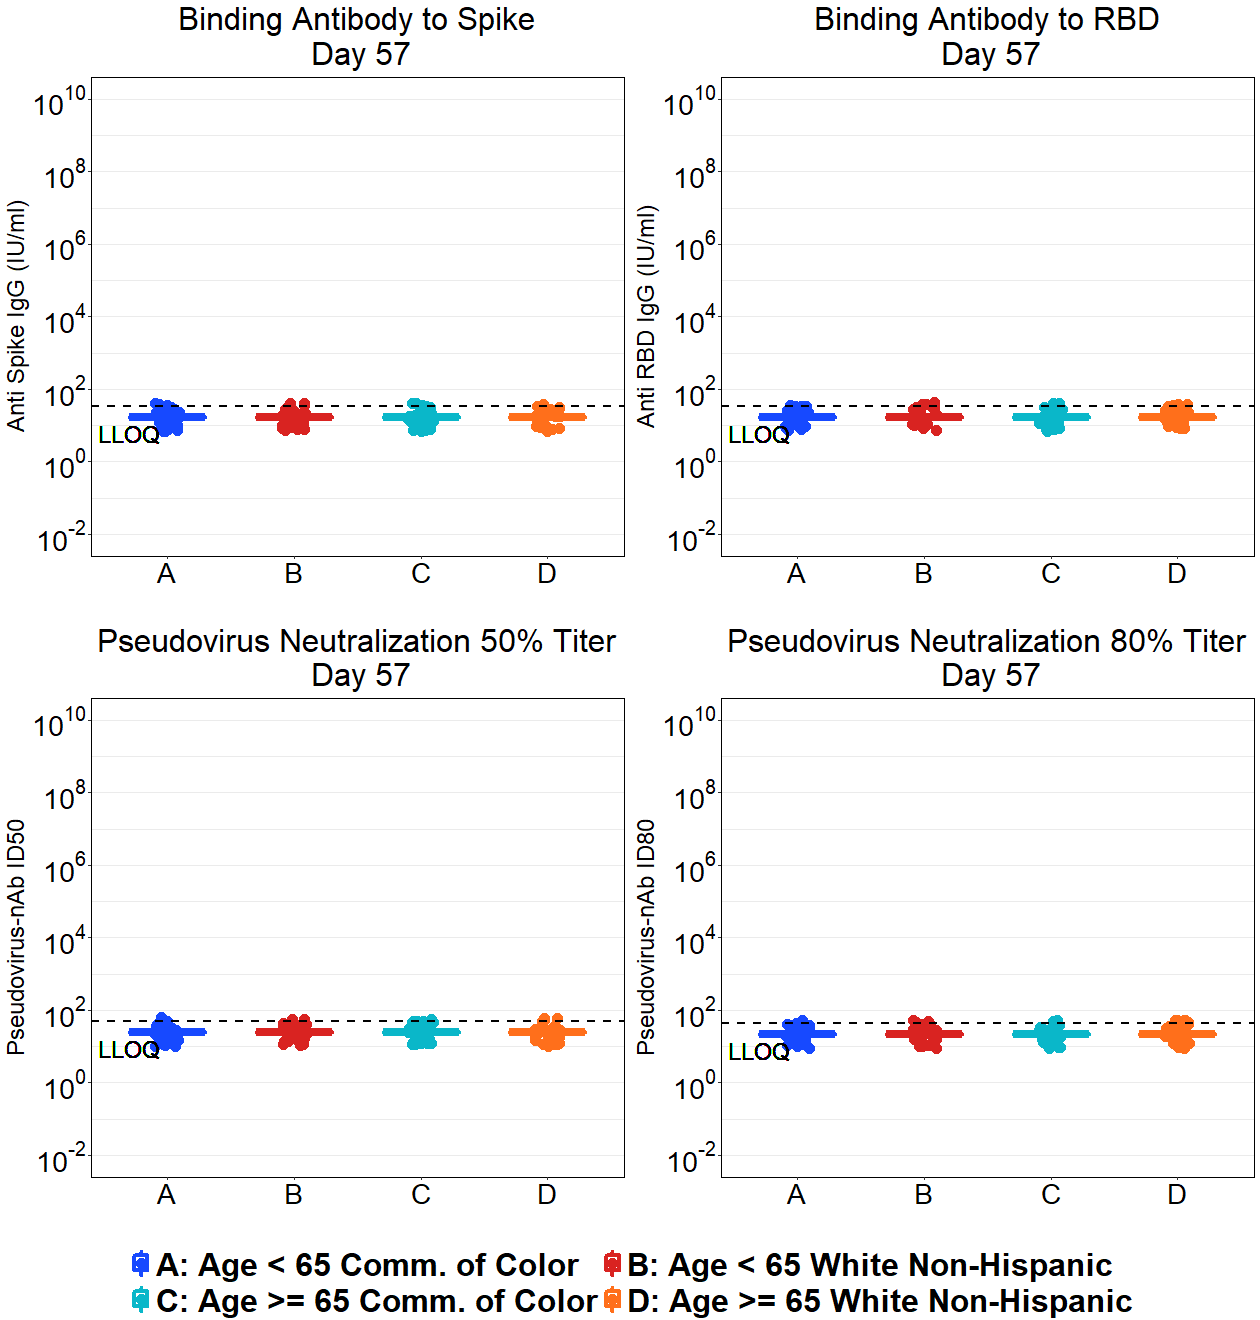 Binding Antibody to Spike
Day 57
Anti Spike IgG (IU/ml)
10^10
10^8
10^6
10^4
10^2
10^0
10^-2
LLOQ
A B C D
Binding Antibody to RBD
Day 57
Anti RBD IgG (IU/ml)
10^10
10^8
10^6
10^4
10^2
10^0
10^-2
LLOQ
A B C D
Pseudovirus Neutralization 50% Titer
Day 57
Pseudovirus-nAb ID50
10^10
10^8
10^6
10^4
10^2
10^0
10^-2
LLOQ
A B C D
Pseudovirus Neutralization 80% Titer
Day 57
Pseudovirus-nAb ID80
10^10
10^8
10^6
10^4
10^2
10^0
10^-2
LLOQ
A B C D
A: Age < 65 Comm. of Color
B: Age < 65 White Non-Hispanic
C: Age >= 65 Comm. of Color
D: Age >= 65 White Non-Hispanic